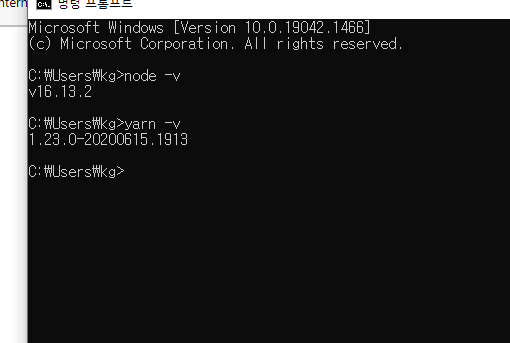 ntern
명령 프롬프트
Microsoft Windows [Version 10.0.19042.1466]
(c) Microsoft Corporation. All rights reserved.
C:₩Users₩kg>node -v
v16.13.2
C:₩Users₩kg>yarn -v
1.23.0-20200615.1913
C:₩Users₩kg>